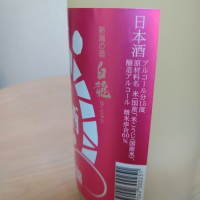 日本酒
アルコール分15度
原材料名 米(国産)、米こうじ(国産米)、
醸造アルコール 精米歩合60%
新潟の酒
白龍